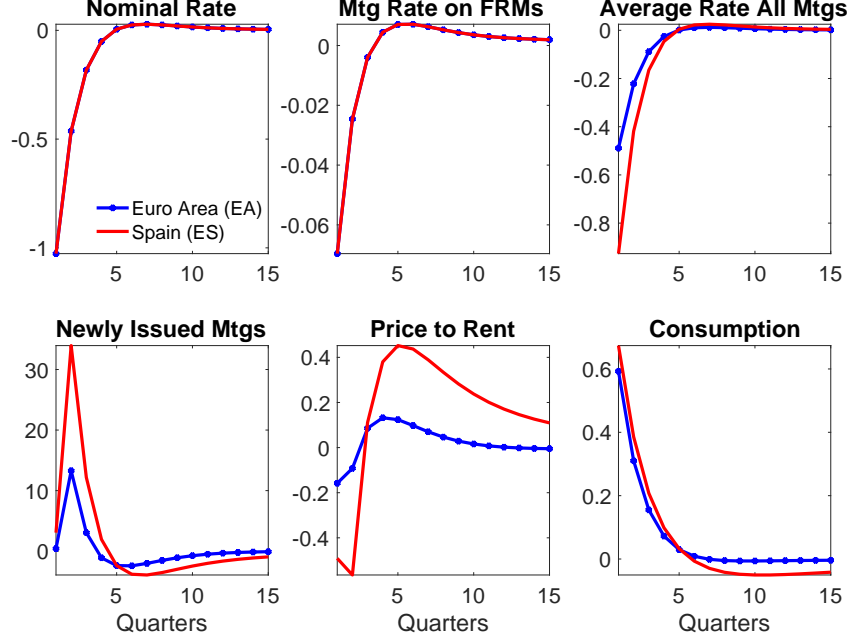 Nominal Rate
Mtg Rate on FRMs
Average Rate All Mtgs
0
-0.5
-1
Euro Area (EA)
Spain (ES)
5 10 15
0
-0.02
-0.04
-0.06
5 10 15
0
-0.2
-0.4
-0.6
-0.8
5 10 15
Newly Issued Mtgs
Price to Rent
Consumption
30
20
10
0
5 10 15
Quarters
0.4
0.2
0
-0.2
-0.4
5 10 15
Quarters
0.6
0.4
0.2
0
5 10 15
Quarters